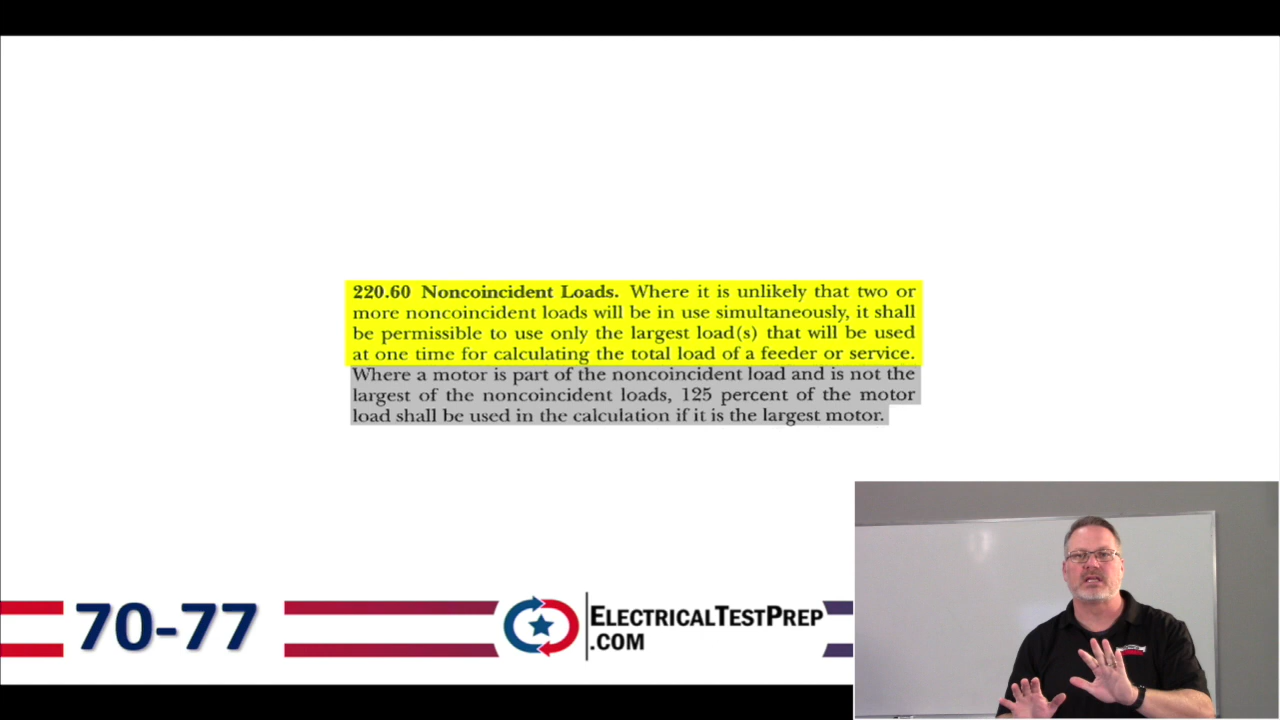 220.60 Noncoincident Loads. Where it is unlikely that two or
more noncoincident loads will be in use simultaneously, it shall
be permissible to use only the largest load(s) that will be used
at one time for calculating the total load of a feeder or service.
Where a motor is part of the noncoincident load and is not the
largest of the noncoincident loads, 125 percent of the motor
load shall be used in the calculation if it is the largest motor.
70-77
ELECTRICALTESTPREP
.COM